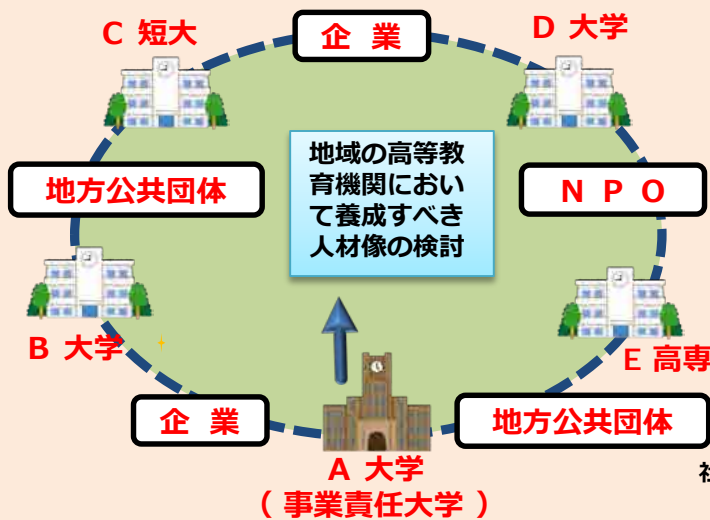 企 業
C 短大
D 大学
地域の高等教
育機関におい
て養成すべき
人材像の検討
地方公共団体
N P O
B 大学
E 高専
企 業
地方公共団体
A 大学
（ 事業責任大学 ）